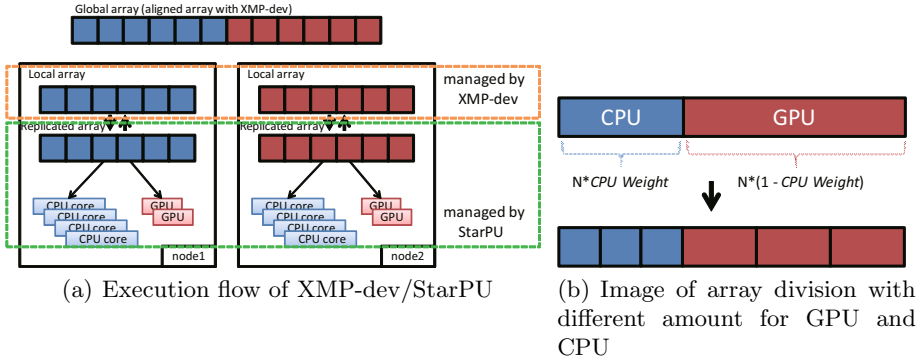 Global array (aligned array with XMP-dev)
Local array
Local array
managed by
XMP-dev
Replicated array
Replicated array
CPU core
CPU core
CPU core
CPU core
GPU
GPU
CPU core
CPU core
CPU core
CPU core
GPU
GPU
managed by
StarPU
node1
node2
(a) Execution flow of XMP-dev/StarPU
CPU
GPU
N*CPU Weight
N*(1 - CPU Weight)
(b) Image of array division with
different amount for GPU and
CPU